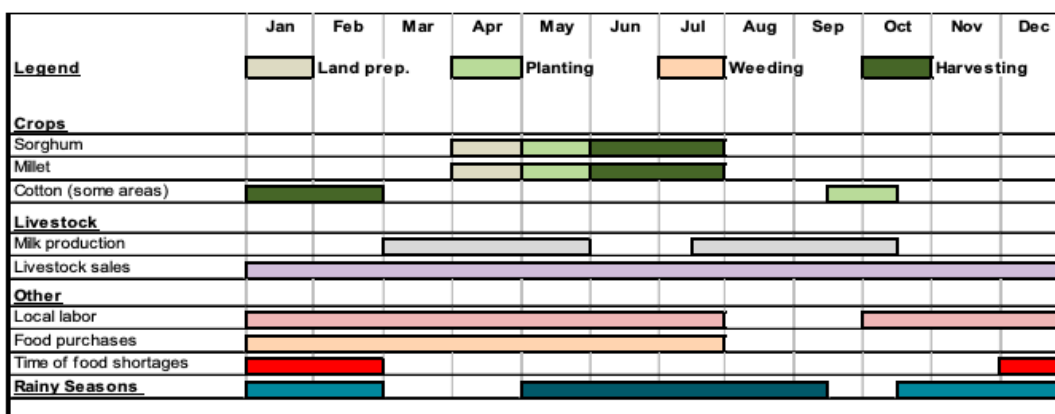 Jan Feb Mar Apr May Jun Jul Aug Sep Oct Nov Dec
Legend Land prep. Planting Weeding Harvesting
Crops
Sorghum
Millet
Cotton (some areas)
Livestock
Milk production
Livestock sales
Other
Local labor
Food purchases
Time of food shortages
Rainy Seasons